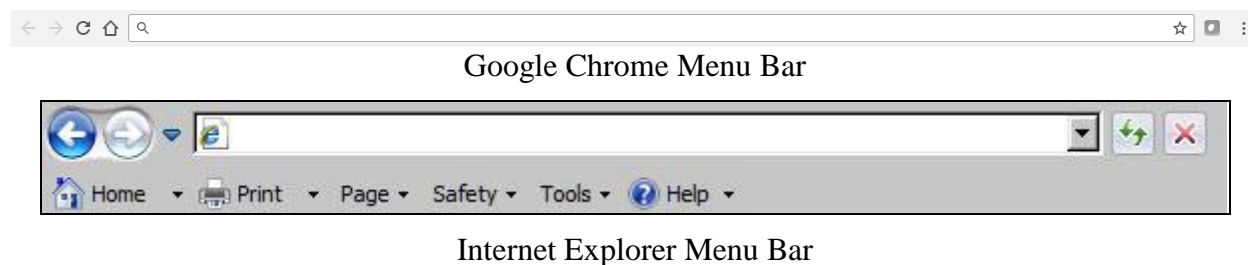 Google Chrome Menu Bar
Home Print Page Safety Tools Help
Internet Explorer Menu Bar